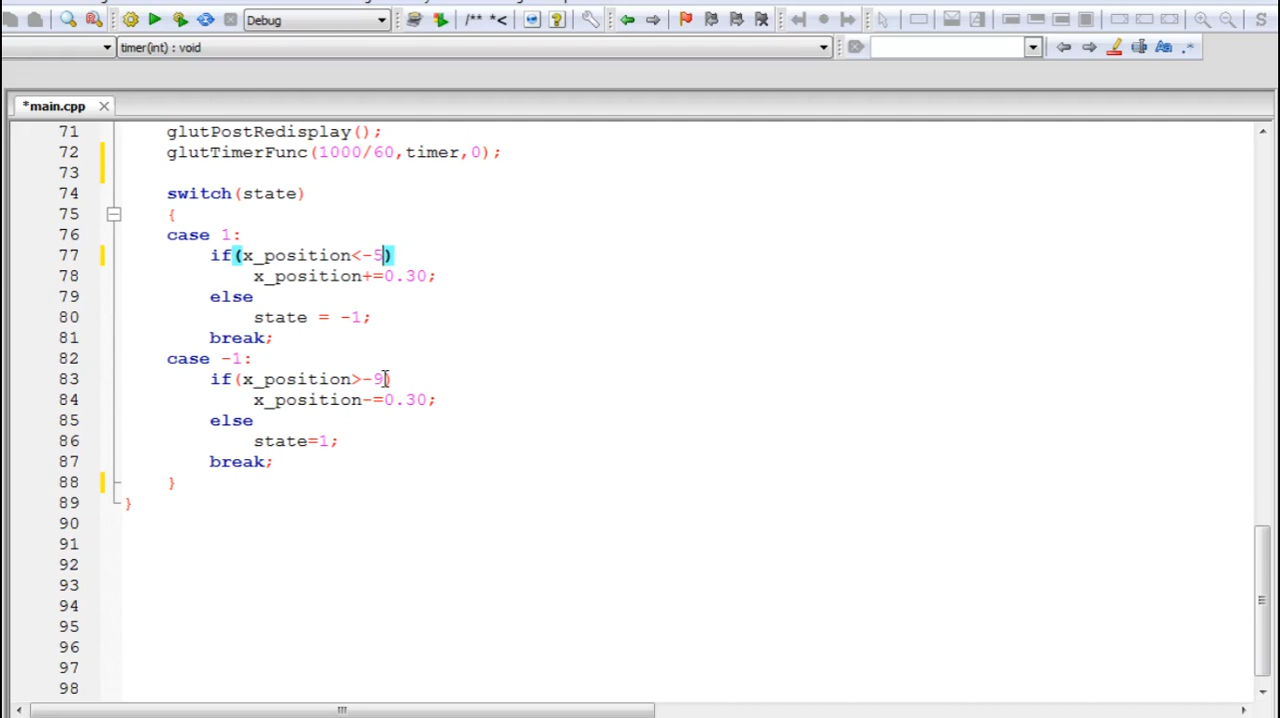 Debug
/** *<
S
timer(int) : void
Aa .*
*main.cpp
71 glutPostRedisplay();
72 glutTimerFunc(1000/60,timer,0);
73
74 switch(state)
75 {
76 case 1:
77 if(x_position<-5)
78 x_position+=0.30;
79 else
80 state = -1;
81 break;
82 case -1:
83 if(x_position>-9)
84 x_position-=0.30;
85 else
86 state=1;
87 break;
88 }
89 }
90
91
92
93
94
95
96
97
98